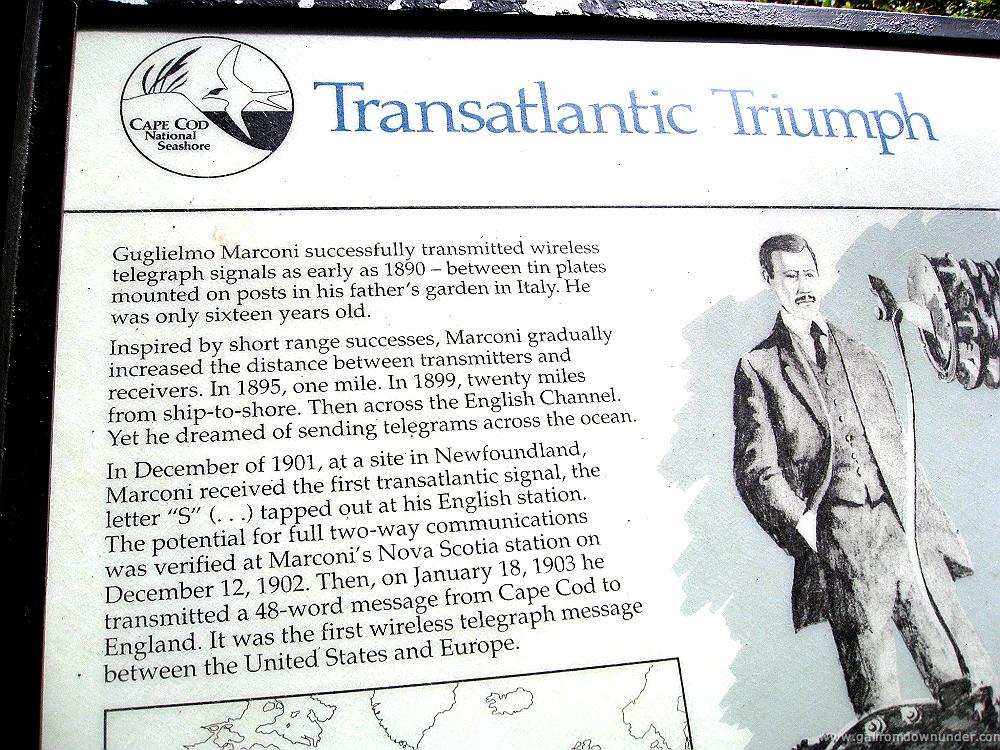 CAPE COD
National
Seashore
Transatlantic Triumph
Guglielmo Marconi successfully transmitted wireless
telegraph signals as early as 1890 – between tin plates
mounted on posts in his father's garden in Italy. He
was only sixteen years old.
Inspired by short range successes, Marconi gradually
increased the distance between transmitters and
receivers. In 1895, one mile. In 1899, twenty miles
from ship-to-shore. Then across the English Channel.
Yet he dreamed of sending telegrams across the ocean.
In December of 1901, at a site in Newfoundland,
Marconi received the first transatlantic signal, the
letter "S" (. . .) tapped out at his English station.
The potential for full two-way communications
was verified at Marconi's Nova Scotia station on
December 12, 1902. Then, on January 18, 1903 he
transmitted a 48-word message from Cape Cod to
England. It was the first wireless telegraph message
between the United States and Europe.
www.galfromdownunder.com